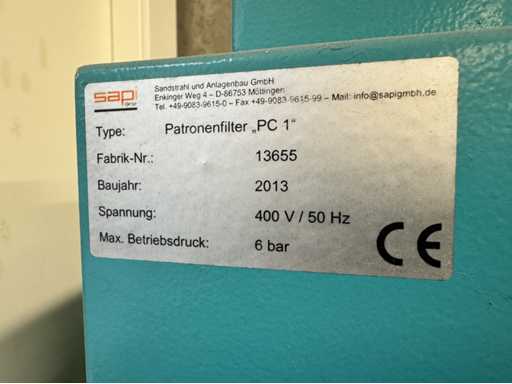 sapi
GmbH
Sandstrahl und Anlagenbau GmbH
Enkinger Weg 4 – D-86753 Möttingen
Tel. +49-9083-9615-0 – Fax +49-9083-9615-99 – Mail: info@sapigmbh.de
Type: Patronenfilter „PC 1“
Fabrik-Nr.: 13655
Baujahr: 2013
Spannung: 400 V / 50 Hz
Max. Betriebsdruck: 6 bar
CE